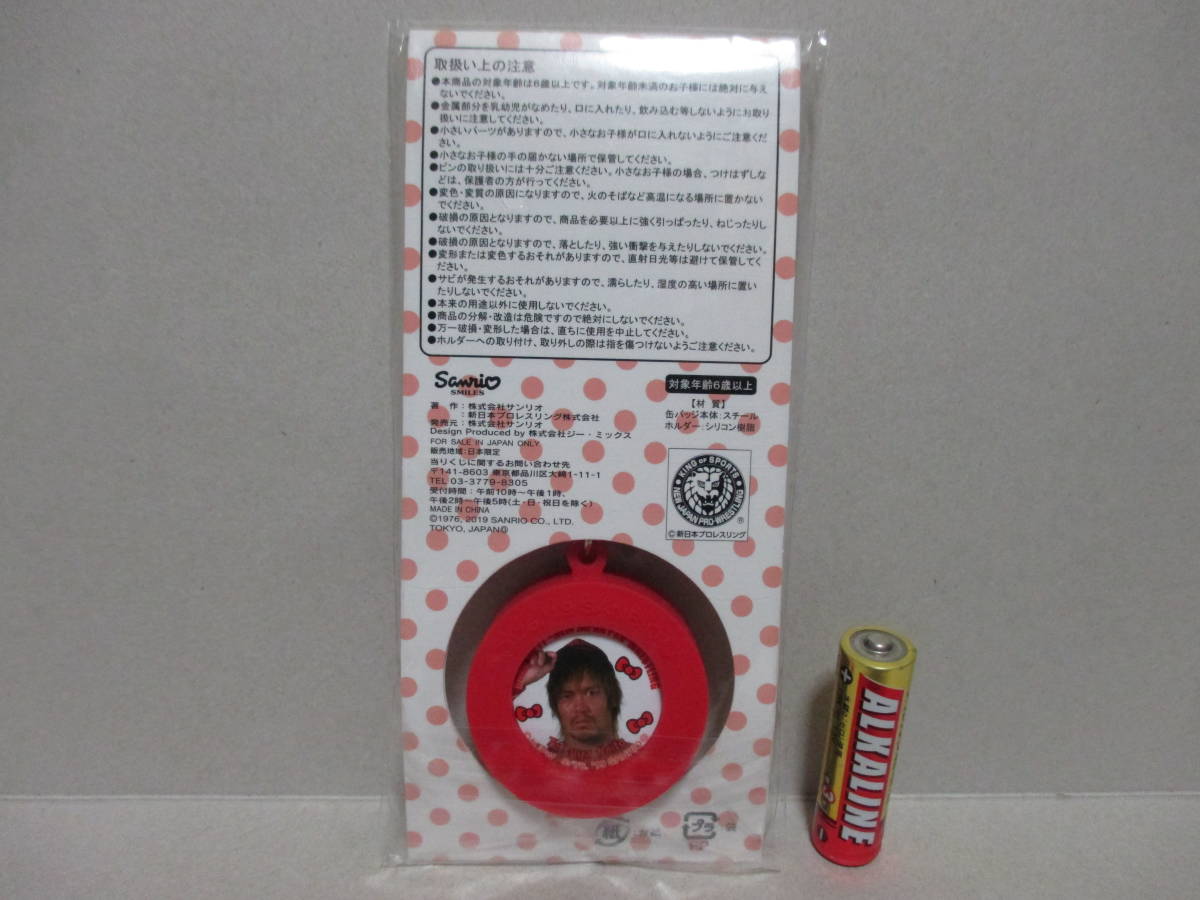 取扱い上の注意
●本商品の対象年齢は6歳以上です。対象年齢未満のお子様には絶対に与え
ないでください。
●金属部分を乳幼児がなめたり、口に入れたり、飲み込む等しないようにお取り
扱いに注意してください。
●小さいパーツがありますので、小さなお子様が口に入れないようにご注意くだ
さい。
●小さなお子様の手の届かない場所で保管してください。
●ピンの取り扱いには十分ご注意ください。小さなお子様の場合、つけはずしな
どは、保護者の方が行ってください。
●変色・変質の原因になりますので、火のそばなど高温になる場所に置かない
でください。
●破損の原因となりますので、商品を必要以上に強く引っぱったり、ねじったりし
ないでください。
●破損の原因となりますので、落としたり、強い衝撃を与えたりしないでください。
●変形または変色するおそれがありますので、直射日光等は避けて保管してく
ださい。
●サビが発生するおそれがありますので、濡らしたり、湿度の高い場所に置い
たりしないでください。
●本来の用途以外に使用しないでください。
●商品の分解・改造は危険ですので絶対にしないでください。
●万一破損・変形した場合は、直ちに使用を中止してください。
●ホルダーへの取り付け、取り外しの際は指を傷つけないようご注意ください。
Sanrio
SMILES
著 作：株式会社サンリオ
：新日本プロレスリング株式会社
発売元：株式会社サンリオ
Design Produced by 株式会社ジー・ミックス
FOR SALE IN JAPAN ONLY
販売地域：日本限定
当りくじに関するお問い合わせ先
〒141-8603 東京都品川区大崎1-11-1
TEL 03-3779-8305
受付時間：午前10時〜午後1時、
午後2時〜午後5時(土・日・祝日を除く)
MADE IN CHINA
©1976, 2019 SANRIO CO., LTD.
TOKYO, JAPAN
対象年齢6歳以上
【材 質】
缶バッジ本体：スチール
ホルダー：シリコン樹脂
KING OF SPORTS
NEW JAPAN PRO-WRESTLING
®
©新日本プロレスリング
紙
プラ
ALKALINE